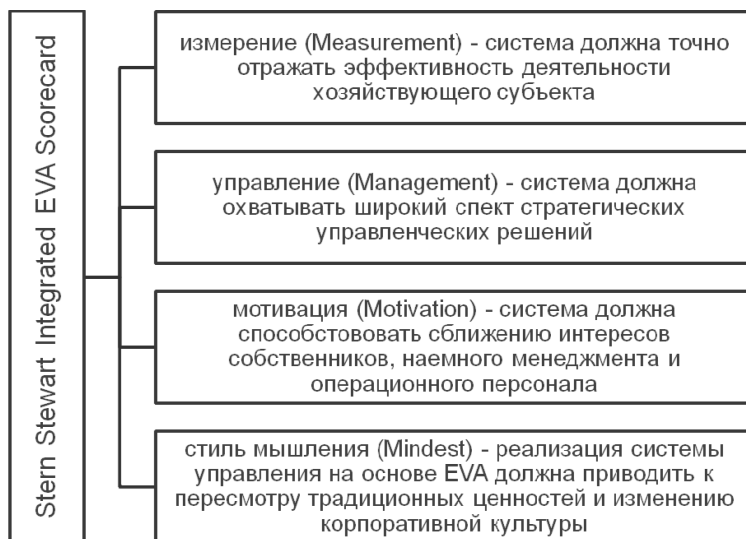 Stern Stewart Integrated EVA Scorecard
измерение (Measurement) - система должна точно
отражать эффективность деятельности
хозяйствующего субъекта
управление (Management) - система должна
охватывать широкий спект стратегических
управленческих решений
мотивация (Motivation) - система должна
способстововать сближению интересов
собственников, наемного менеджмента и
операционного персонала
стиль мышления (Mindest) - реализация системы
управления на основе EVA должна приводить к
пересмотру традиционных ценностей и изменению
корпоративной культуры